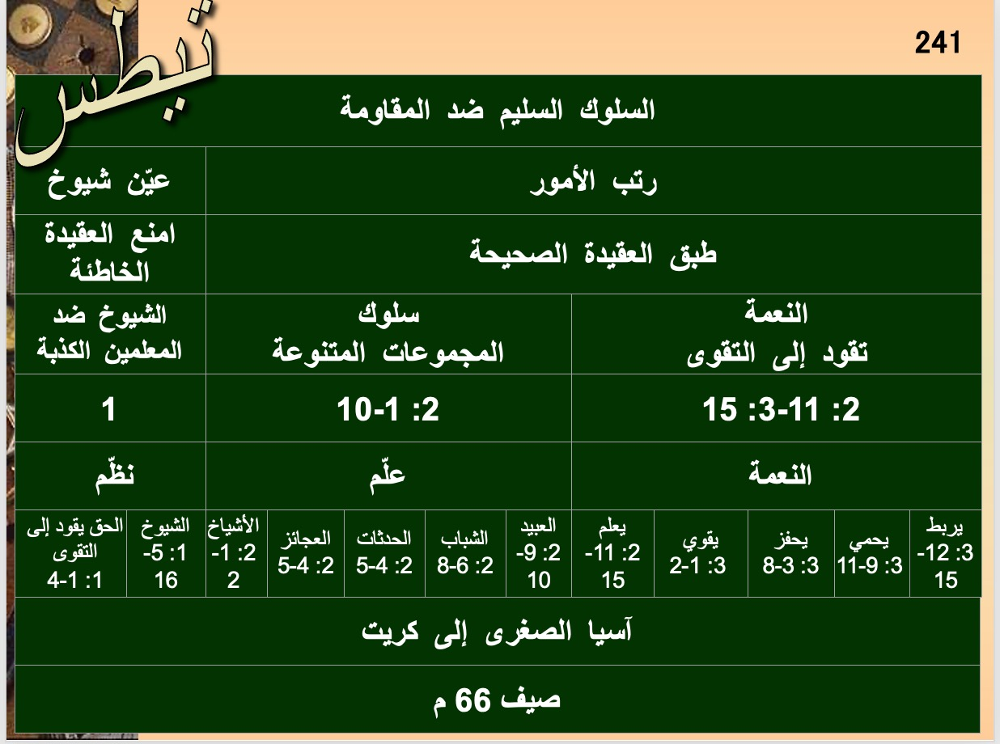 241
تيطس
السلوك السليم ضد المقاومة
عيّن شيوخ
رتب الأمور
امنع العقيدة
الخاطئة
طبق العقيدة الصحيحة
الشيوخ ضد
المعلمين الكذبة
سلوك
المجموعات المتنوعة
النعمة
تقود إلى التقوى
1
2: 1-10
2: 11-3: 15
نظّم
علّم
النعمة
الحق يقود إلى
التقوى
1: 1-4
الشيوخ
1: 5-
16
الأشياخ
2: 1-
2
العجائز
2: 4-5
الحدثات
2: 4-5
الشباب
2: 6-8
العبيد
2: 9-
10
يعلم
2: 11-
15
يقوي
3: 1-2
يحفز
3: 3-8
يحمي
3: 9-11
يربط
3: 12-
15
آسيا الصغرى إلى كريت
صيف 66 م